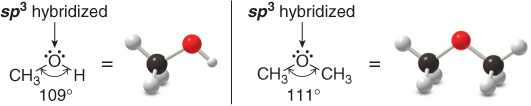 sp³ hybridized
O
CH₃ H
109°
=
sp³ hybridized
O
CH₃ CH₃
111°
=